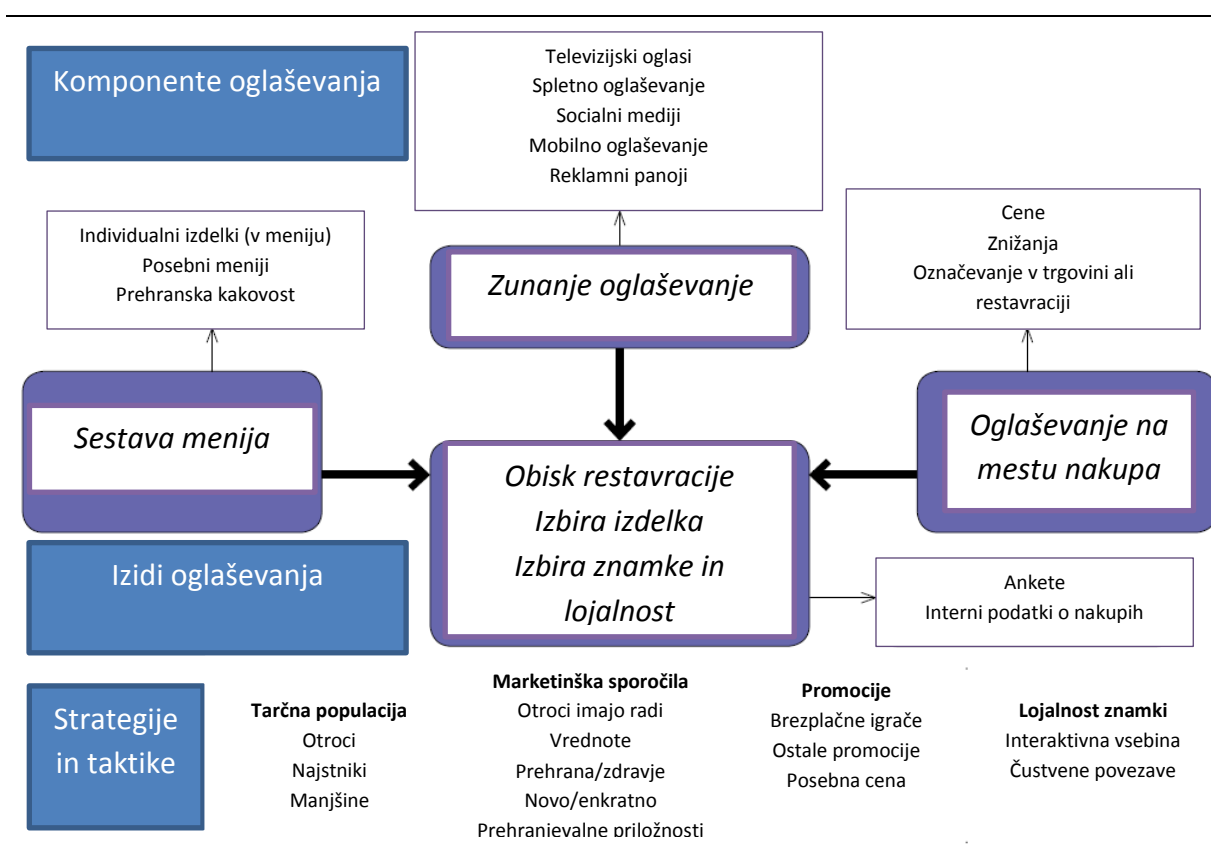 Komponente oglaševanja
Televizijski oglasi
Spletno oglaševanje
Socialni mediji
Mobilno oglaševanje
Reklamni panoji
Individualni izdelki (v meniju)
Posebni meniji
Prehranska kakovost
Zunanje oglaševanje
Cene
Znižanja
Označevanje v trgovini ali
restavraciji
Sestava menija
Obisk restavracije
Izbira izdelka
Izbira znamke in
lojalnost
Oglaševanje na
mestu nakupa
Izidi oglaševanja
Ankete
Interni podatki o nakupih
Strategije
in taktike
Tarčna populacija
Otroci
Najstniki
Manjšine
Marketinška sporočila
Otroci imajo radi
Vrednote
Prehrana/zdravje
Novo/enkratno
Prehranjevalne priložnosti
Promocije
Brezplačne igrače
Ostale promocije
Posebna cena
Lojalnost znamki
Interaktivna vsebina
Čustvene povezave